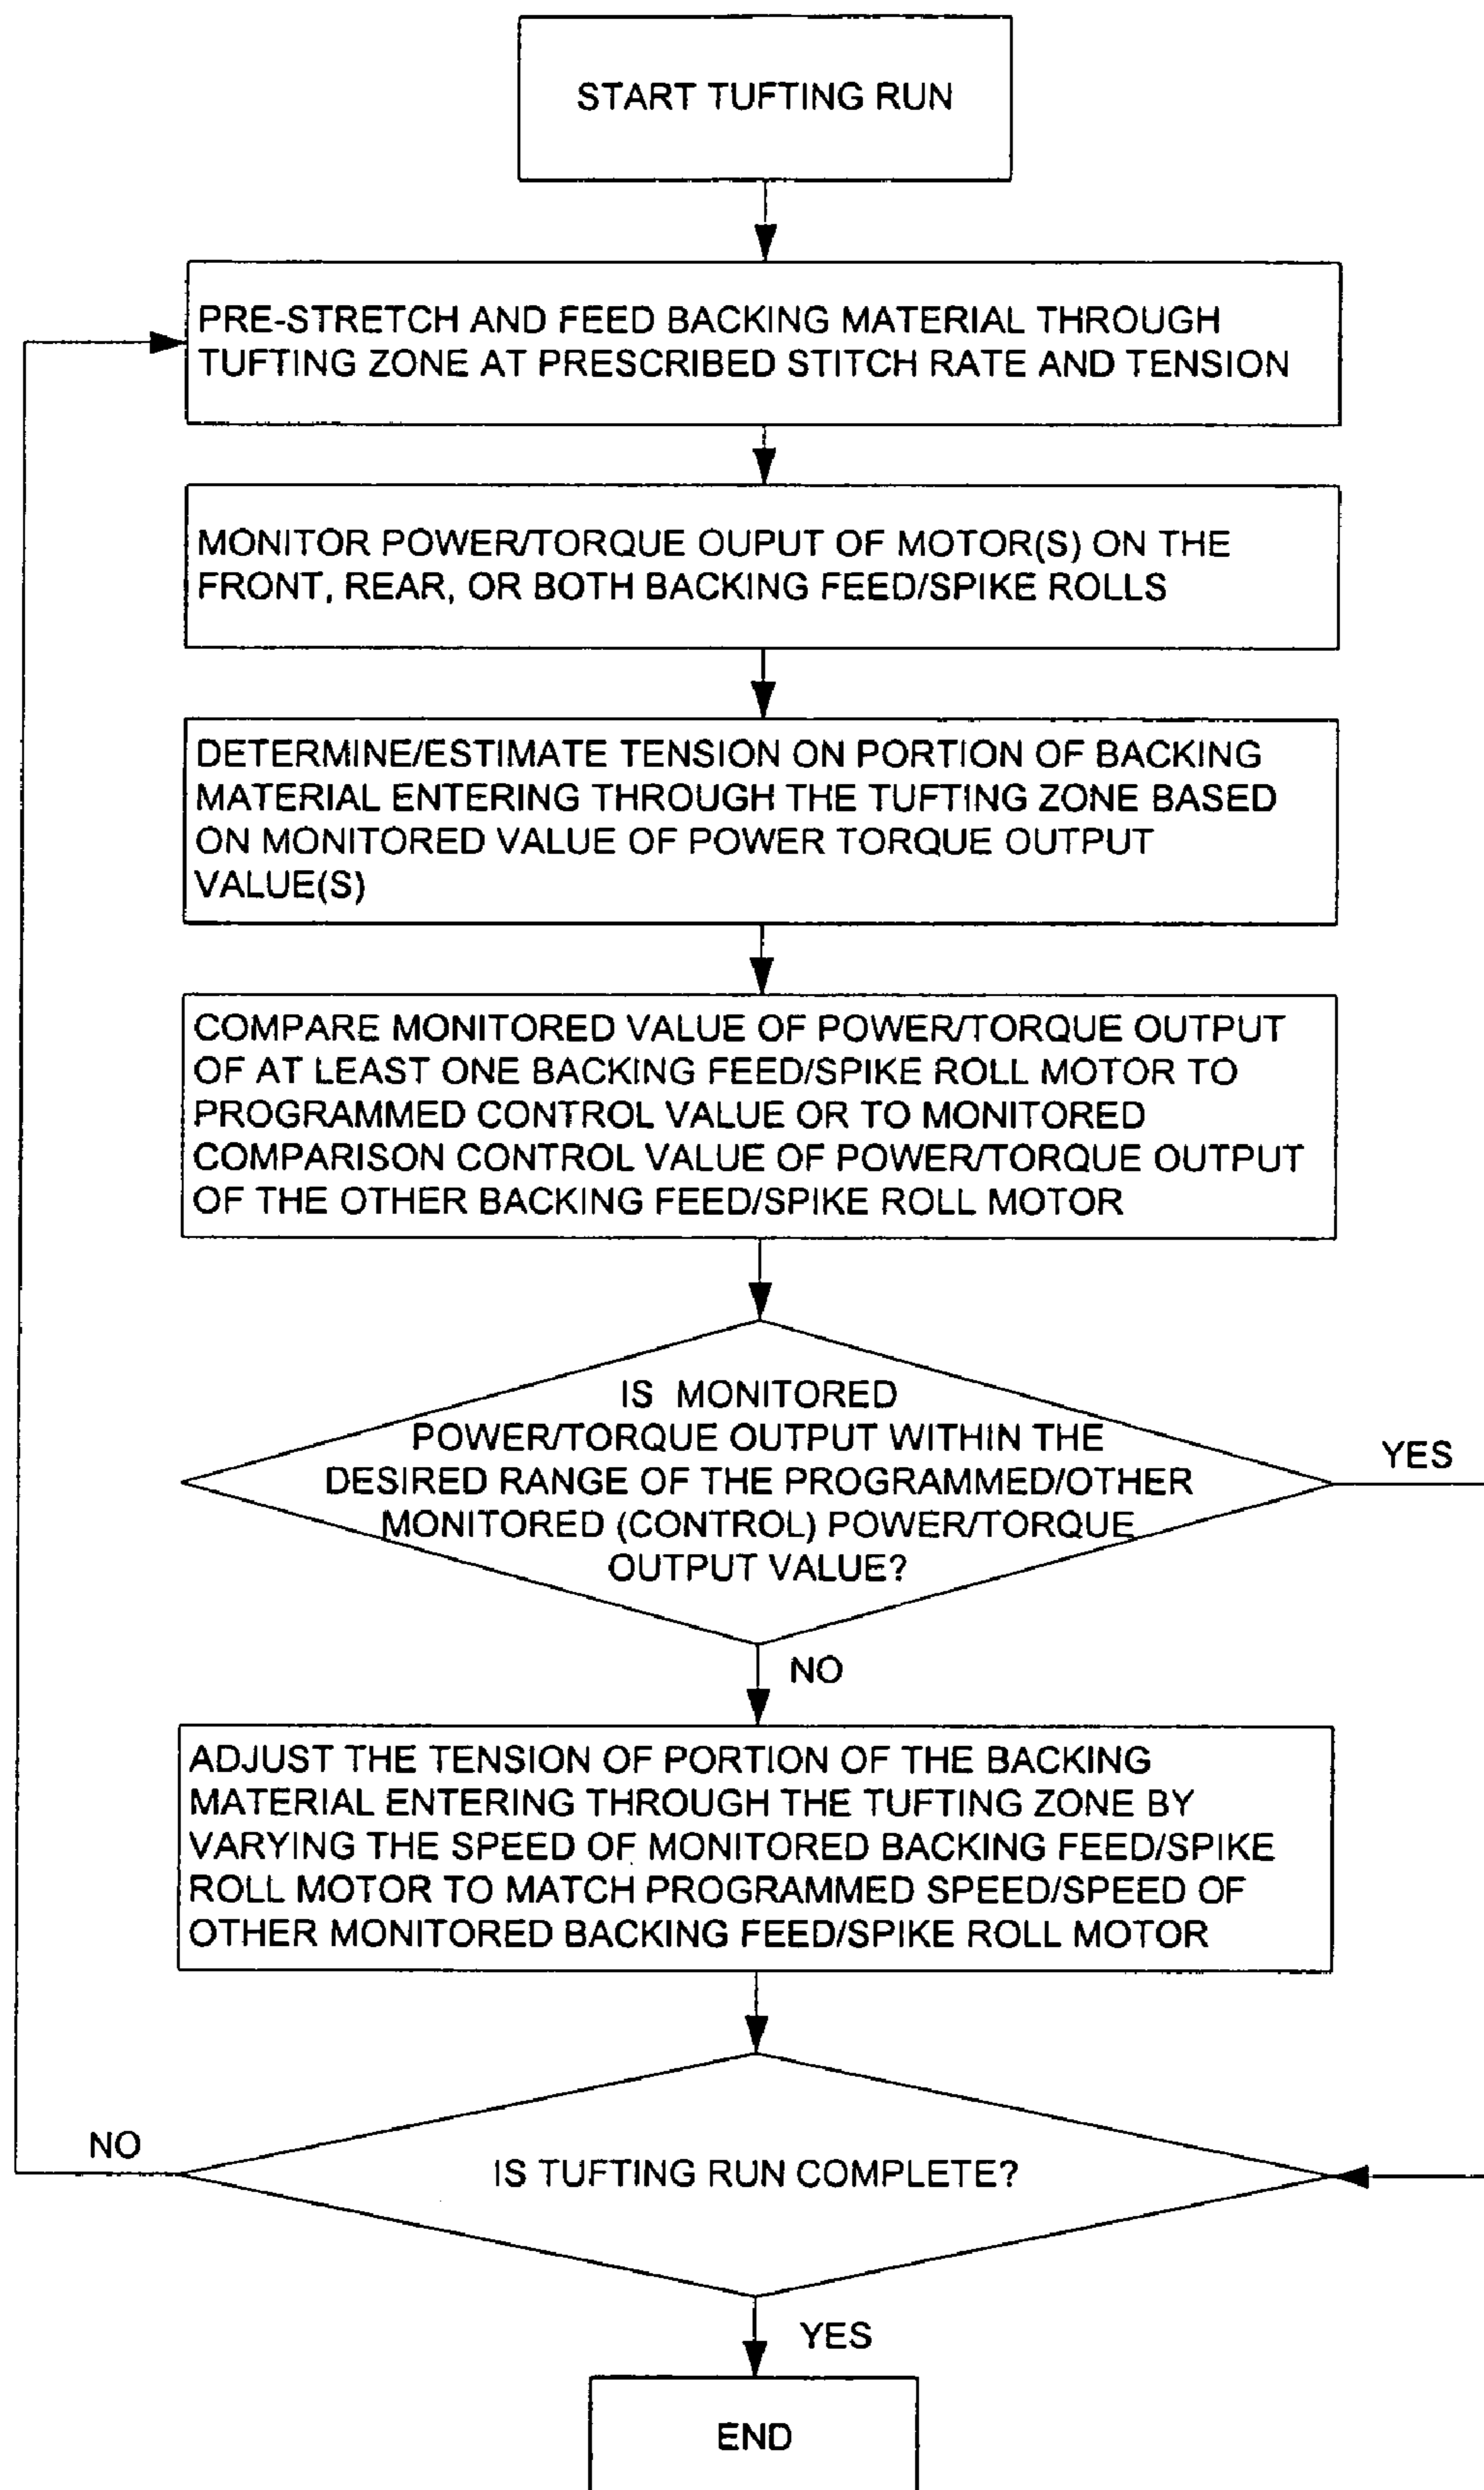 START TUFTING RUN
PRE-STRETCH AND FEED BACKING MATERIAL THROUGH
TUFTING ZONE AT PRESCRIBED STITCH RATE AND TENSION
MONITOR POWER/TORQUE OUPUT OF MOTOR(S) ON THE
FRONT, REAR, OR BOTH BACKING FEED/SPIKE ROLLS
DETERMINE/ESTIMATE TENSION ON PORTION OF BACKING
MATERIAL ENTERING THROUGH THE TUFTING ZONE BASED
ON MONITORED VALUE OF POWER TORQUE OUTPUT
VALUE(S)
COMPARE MONITORED VALUE OF POWER/TORQUE OUTPUT
OF AT LEAST ONE BACKING FEED/SPIKE ROLL MOTOR TO
PROGRAMMED CONTROL VALUE OR TO MONITORED
COMPARISON CONTROL VALUE OF POWER/TORQUE OUTPUT
OF THE OTHER BACKING FEED/SPIKE ROLL MOTOR
IS MONITORED
POWER/TORQUE OUTPUT WITHIN THE
DESIRED RANGE OF THE PROGRAMMED/OTHER
MONITORED (CONTROL) POWER/TORQUE
OUTPUT VALUE?
YES
NO
ADJUST THE TENSION OF PORTION OF THE BACKING
MATERIAL ENTERING THROUGH THE TUFTING ZONE BY
VARYING THE SPEED OF MONITORED BACKING FEED/SPIKE
ROLL MOTOR TO MATCH PROGRAMMED SPEED/SPEED OF
OTHER MONITORED BACKING FEED/SPIKE ROLL MOTOR
NO
IS TUFTING RUN COMPLETE?
YES
END